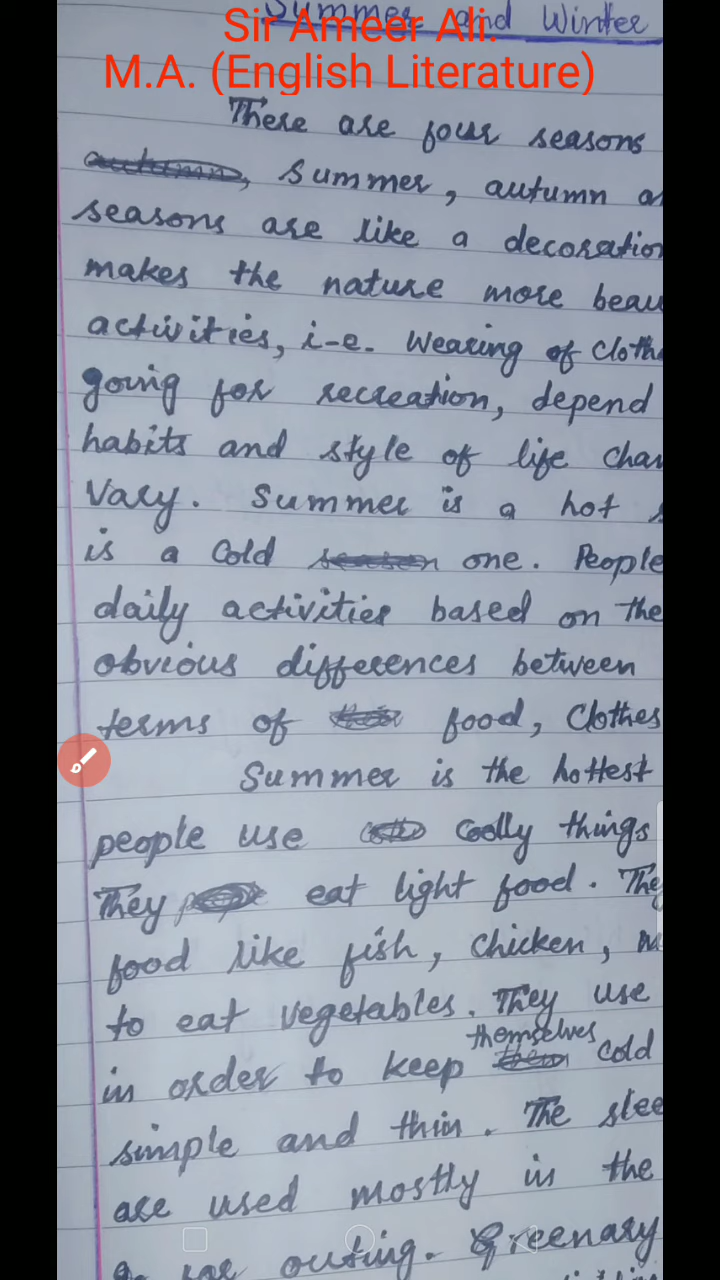 Summer and Winter
Sir Ameer Ali.
M.A. (English Literature)
There are four seasons
autumn, summer, autumn
seasons are like a decoration
makes the nature more
activities, i-e. Wearing of
going for recreation, depend
habits and style of life
Vary. Summer is a hot
is a cold season one. People
daily activities based on the
obvious differences between
terms of food, Clothes
Summer is the hottest
people use coolly things
They eat light food.
food like fish, chicken,
to eat vegetables. They use
themselves
in order to keep them cold
simple and thin. The
are used mostly in the
for outing. Greenary